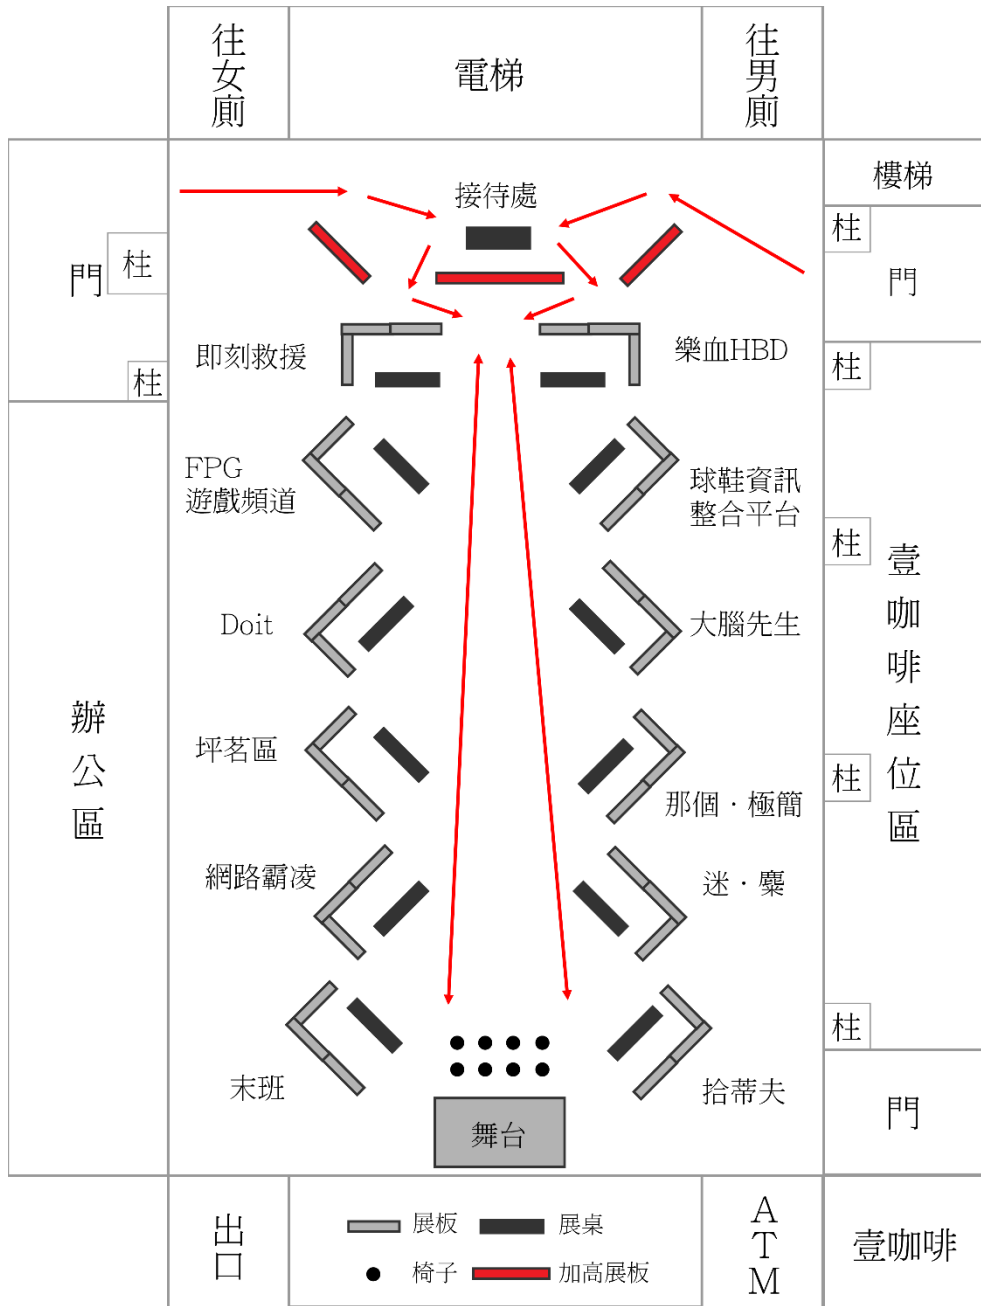 往女廁
電梯
往男廁
接待處
樓梯
柱
門
柱
門
柱
即刻救援
樂血HBD
柱
FPG
遊戲頻道
球鞋資訊
整合平台
柱
壹咖啡座位區
Doit
大腦先生
辦公區
坪茗區
那個．極簡
柱
網路霸凌
迷．麋
末班
拾蒂夫
柱
舞台
門
出口
展板
展桌
椅子
加高展板
ATM
壹咖啡